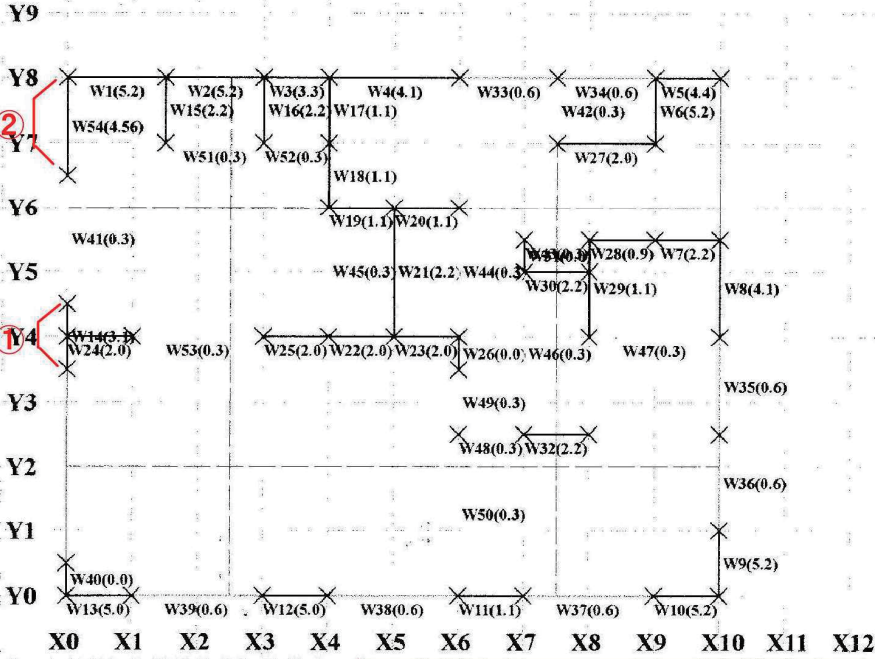 Y9
Y8
W1(5.2) W2(5.2) W3(3.3) W4(4.1) W33(0.6) W34(0.6) W5(4.4)
W15(2.2) W16(2.2) W17(1.1) W42(0.3) W6(5.2)
② W54(4.56)
Y7
W51(0.3) W52(0.3) W27(2.0)
W18(1.1)
Y6
W19(1.1) W20(1.1)
W41(0.3)
W28(0.9) W7(2.2)
Y5
W45(0.3) W21(2.2) W44(0.3)
W30(2.2) W29(1.1) W8(4.1)
① Y4
W14(3.1)
W24(2.0) W53(0.3) W25(2.0) W22(2.0) W23(2.0) W26(0.0) W46(0.3) W47(0.3)
Y3
W35(0.6)
W49(0.3)
W48(0.3) W32(2.2)
Y2
W36(0.6)
W50(0.3)
Y1
W9(5.2)
W40(0.0)
Y0
W13(5.0) W39(0.6) W12(5.0) W38(0.6) W11(1.1) W37(0.6) W10(5.2)
X0 X1 X2 X3 X4 X5 X6 X7 X8 X9 X10 X11 X12